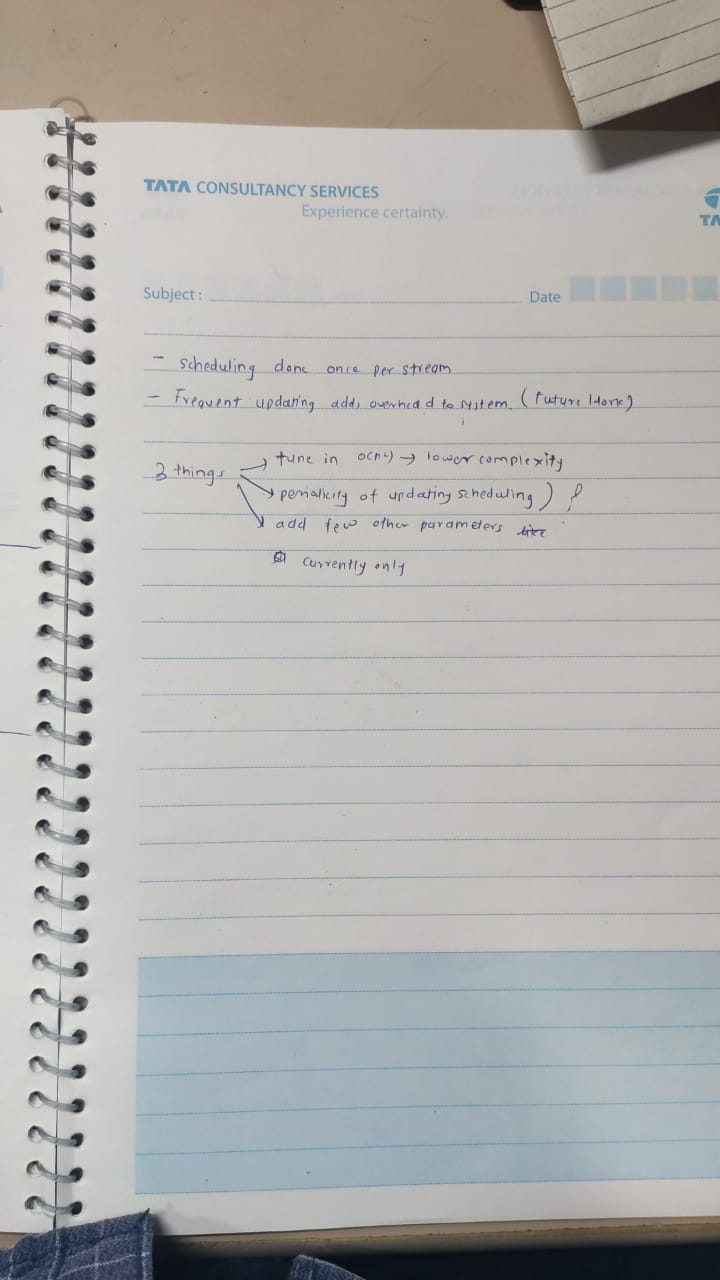 TATA CONSULTANCY SERVICES
Experience certainty.
TA
Subject :
Date
- scheduling done once per stream
- Frequent updating adds overhead to system. (Future Work)
3 things → tune in O(n4) → lower complexity
→ periodicity of updating scheduling) ?
→ add few other parameters like
currently only